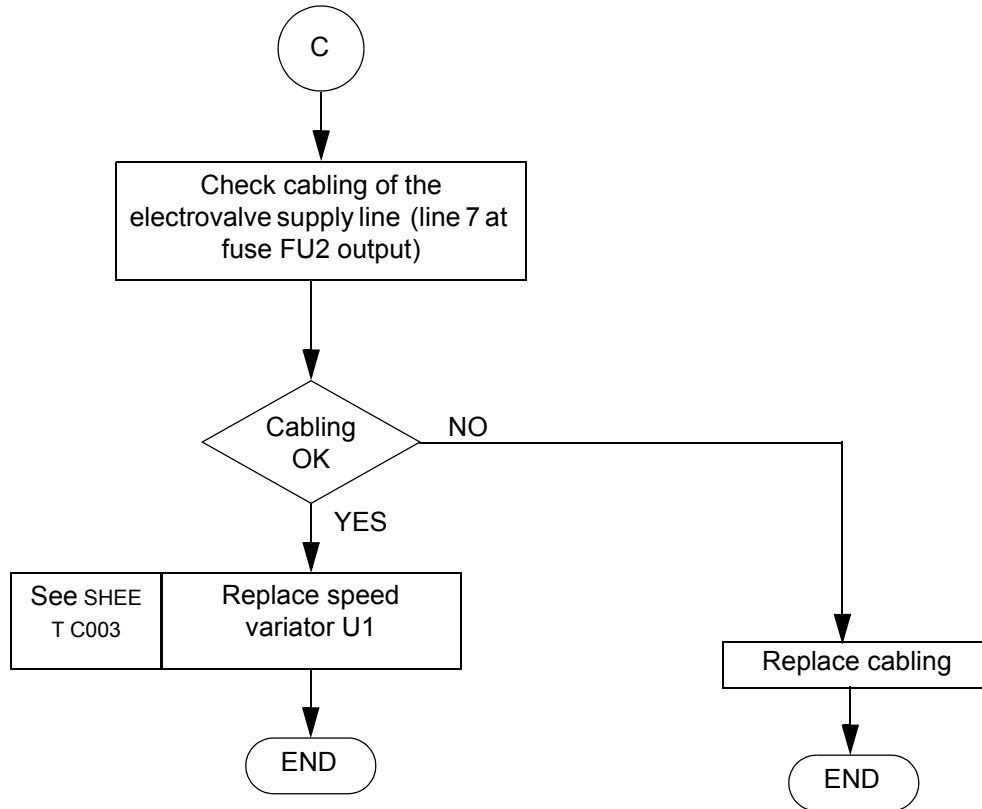 C
Check cabling of the
electrovalve supply line (line 7 at
fuse FU2 output)
Cabling
OK
NO
YES
See SHEE
T C003
Replace speed
variator U1
Replace cabling
END
END